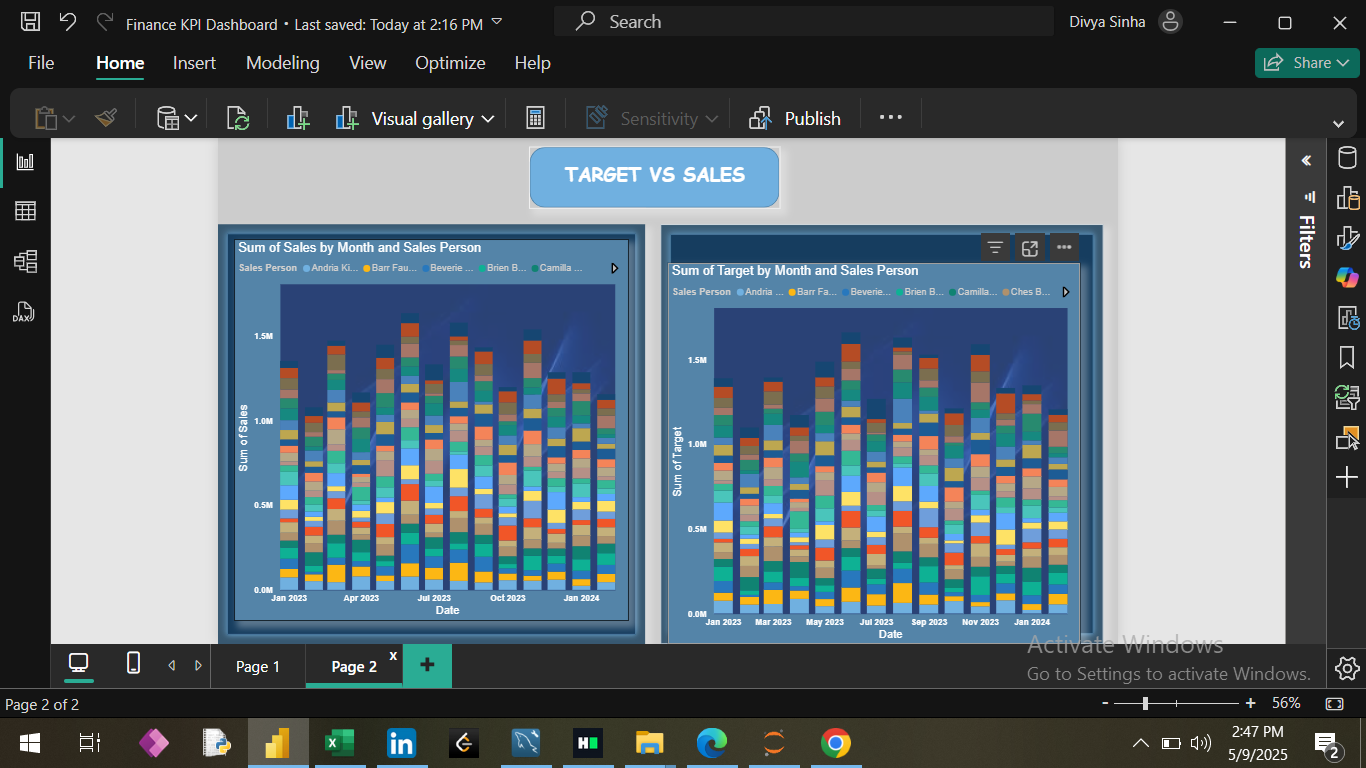 Finance KPI Dashboard • Last saved: Today at 2:16 PM
Search
Divya Sinha
File Home Insert Modeling View Optimize Help
Share
Visual gallery
Sensitivity
Publish
TARGET VS SALES
Filters
Sum of Sales by Month and Sales Person
Sales Person Andria Ki... Barr Fau... Beverie ... Brien B... Camilla ...
1.5M
1.0M
0.5M
0.0M
Sum of Sales
Jan 2023 Apr 2023 Jul 2023 Oct 2023 Jan 2024
Date
Sum of Target by Month and Sales Person
Sales Person Andria ... Barr Fa... Beverie... Brien B... Camilla... Ches B...
1.5M
1.0M
0.5M
0.0M
Sum of Target
Jan 2023 Mar 2023 May 2023 Jul 2023 Sep 2023 Nov 2023 Jan 2024
Date
DAX
Activate Windows
Go to Settings to activate Windows.
Page 1
Page 2 x
+
Page 2 of 2
- + 56%
2:47 PM
5/9/2025
2